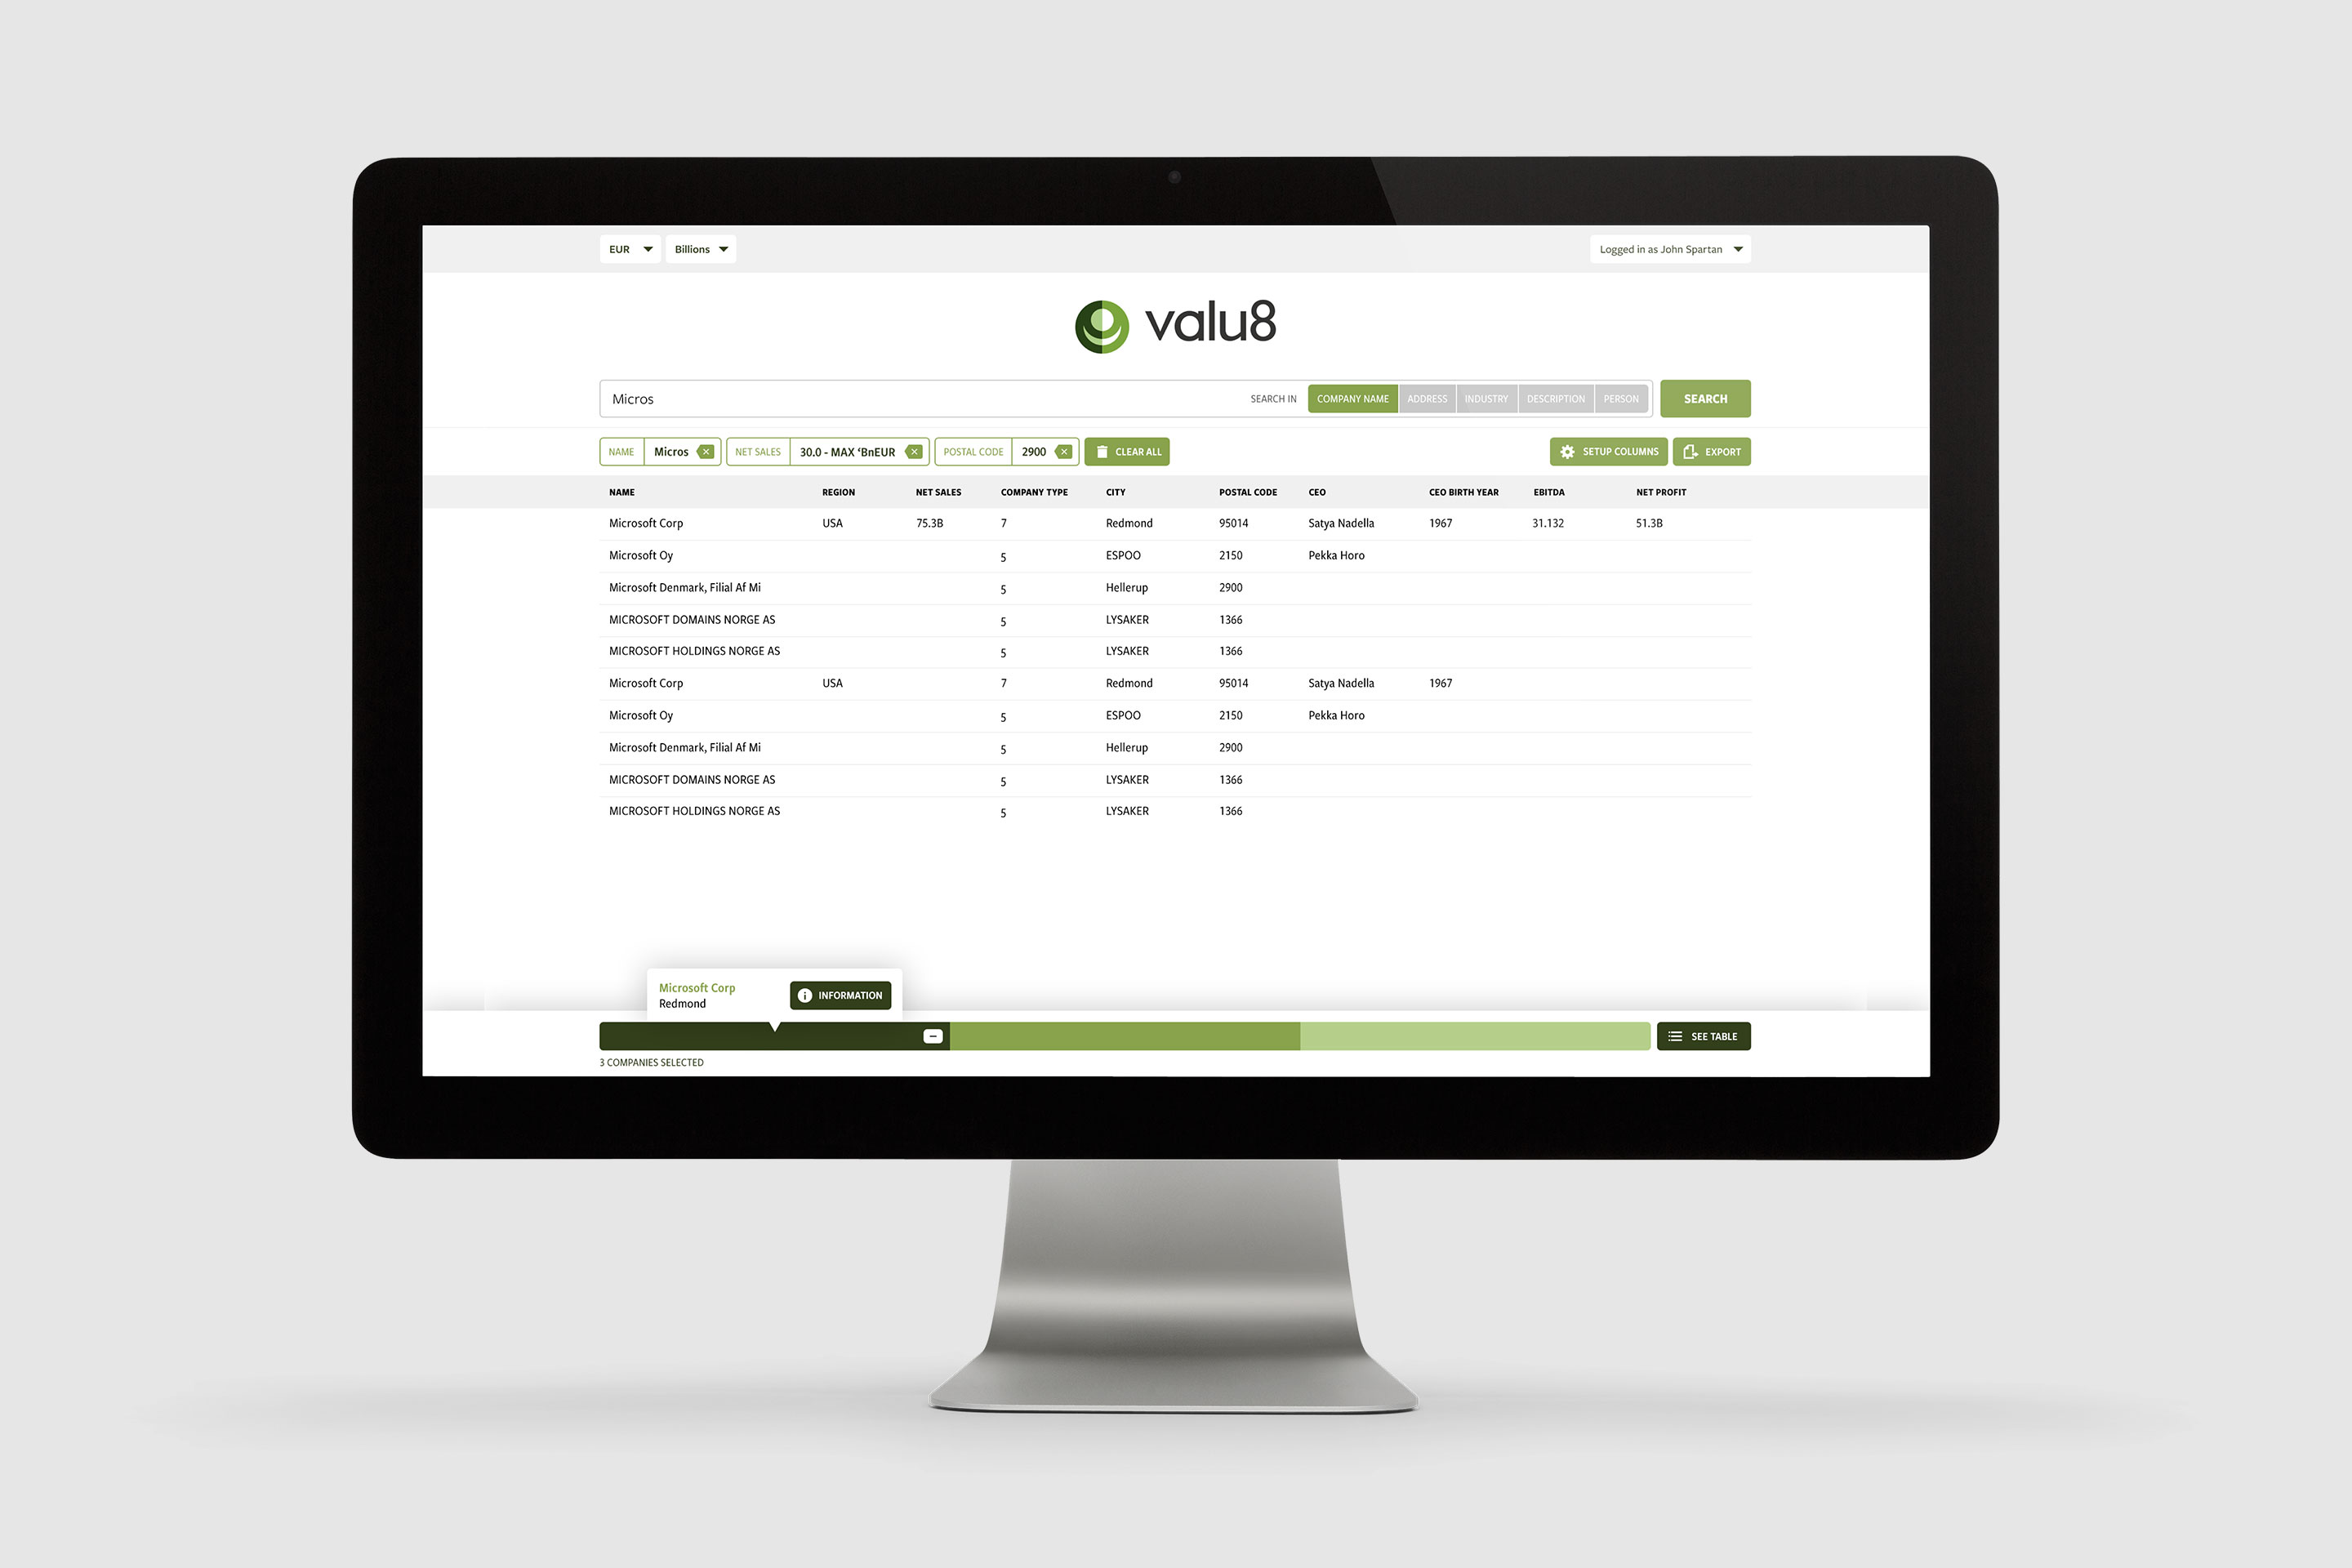 EUR Billions Logged in as John Spartan
valu8
Micros SEARCH IN COMPANY NAME ADDRESS INDUSTRY DESCRIPTION PERSON SEARCH
NAME Micros NET SALES 30.0 - MAX ‘BnEUR POSTAL CODE 2900 CLEAR ALL SETUP COLUMNS EXPORT
NAME REGION NET SALES COMPANY TYPE CITY POSTAL CODE CEO CEO BIRTH YEAR EBITDA NET PROFIT
Microsoft Corp USA 75.3B 7 Redmond 95014 Satya Nadella 1967 31.132 51.3B
Microsoft Oy 5 ESPOO 2150 Pekka Horo
Microsoft Denmark, Filial Af Mi 5 Hellerup 2900
MICROSOFT DOMAINS NORGE AS 5 LYSAKER 1366
MICROSOFT HOLDINGS NORGE AS 5 LYSAKER 1366
Microsoft Corp USA 7 Redmond 95014 Satya Nadella 1967
Microsoft Oy 5 ESPOO 2150 Pekka Horo
Microsoft Denmark, Filial Af Mi 5 Hellerup 2900
MICROSOFT DOMAINS NORGE AS 5 LYSAKER 1366
MICROSOFT HOLDINGS NORGE AS 5 LYSAKER 1366
Microsoft Corp INFORMATION
Redmond
SEE TABLE
3 COMPANIES SELECTED